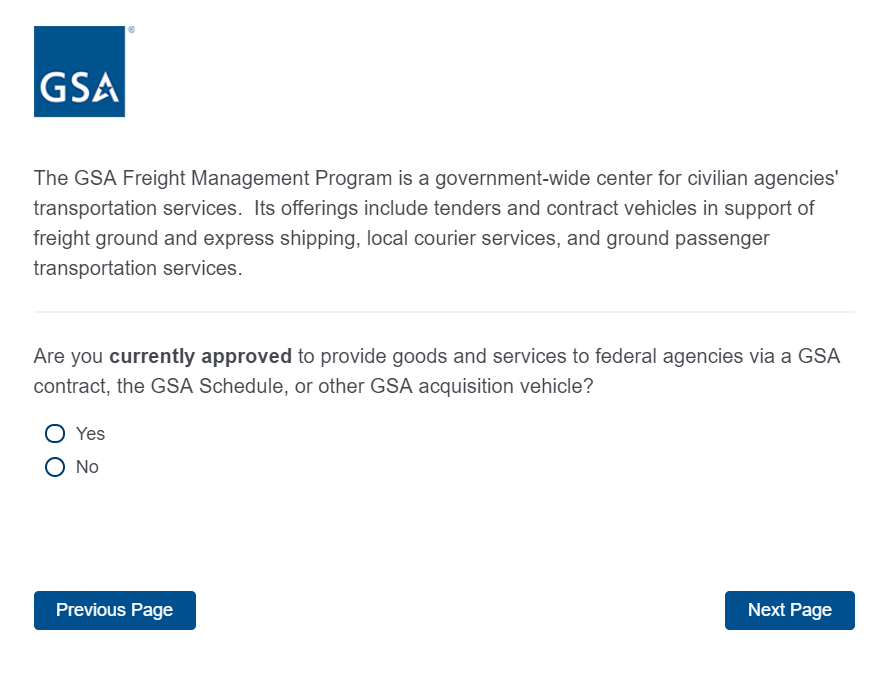 GSA®
The GSA Freight Management Program is a government-wide center for civilian agencies'
transportation services.  Its offerings include tenders and contract vehicles in support of
freight ground and express shipping, local courier services, and ground passenger
transportation services.
Are you currently approved to provide goods and services to federal agencies via a GSA
contract, the GSA Schedule, or other GSA acquisition vehicle?
Yes
No
Previous Page
Next Page